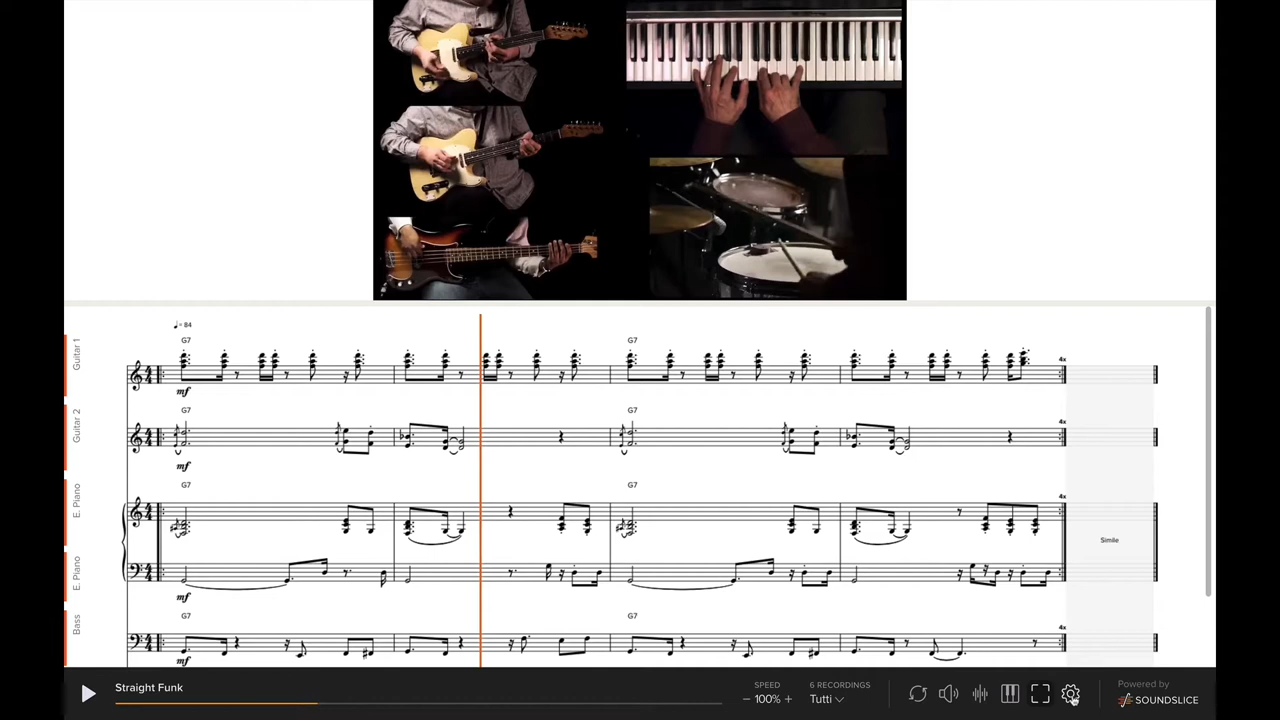 ♩= 84
Guitar 1
G7
G7
4x
mf
Guitar 2
G7
G7
4x
mf
E. Piano
G7
4x
Simile
E. Piano
mf
Bass
G7
G7
4x
mf
Straight Funk
SPEED
− 100% +
6 RECORDINGS
Tutti
Powered by
SOUNDSLICE